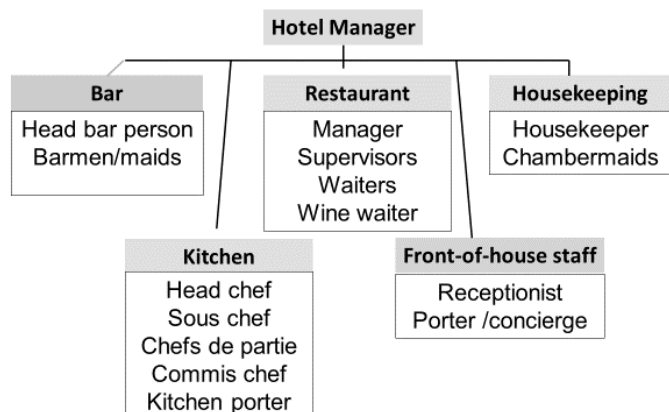 Hotel Manager
Bar
Head bar person
Barmen/maids
Restaurant
Manager
Supervisors
Waiters
Wine waiter
Housekeeping
Housekeeper
Chambermaids
Kitchen
Head chef
Sous chef
Chefs de partie
Commis chef
Kitchen porter
Front-of-house staff
Receptionist
Porter /concierge